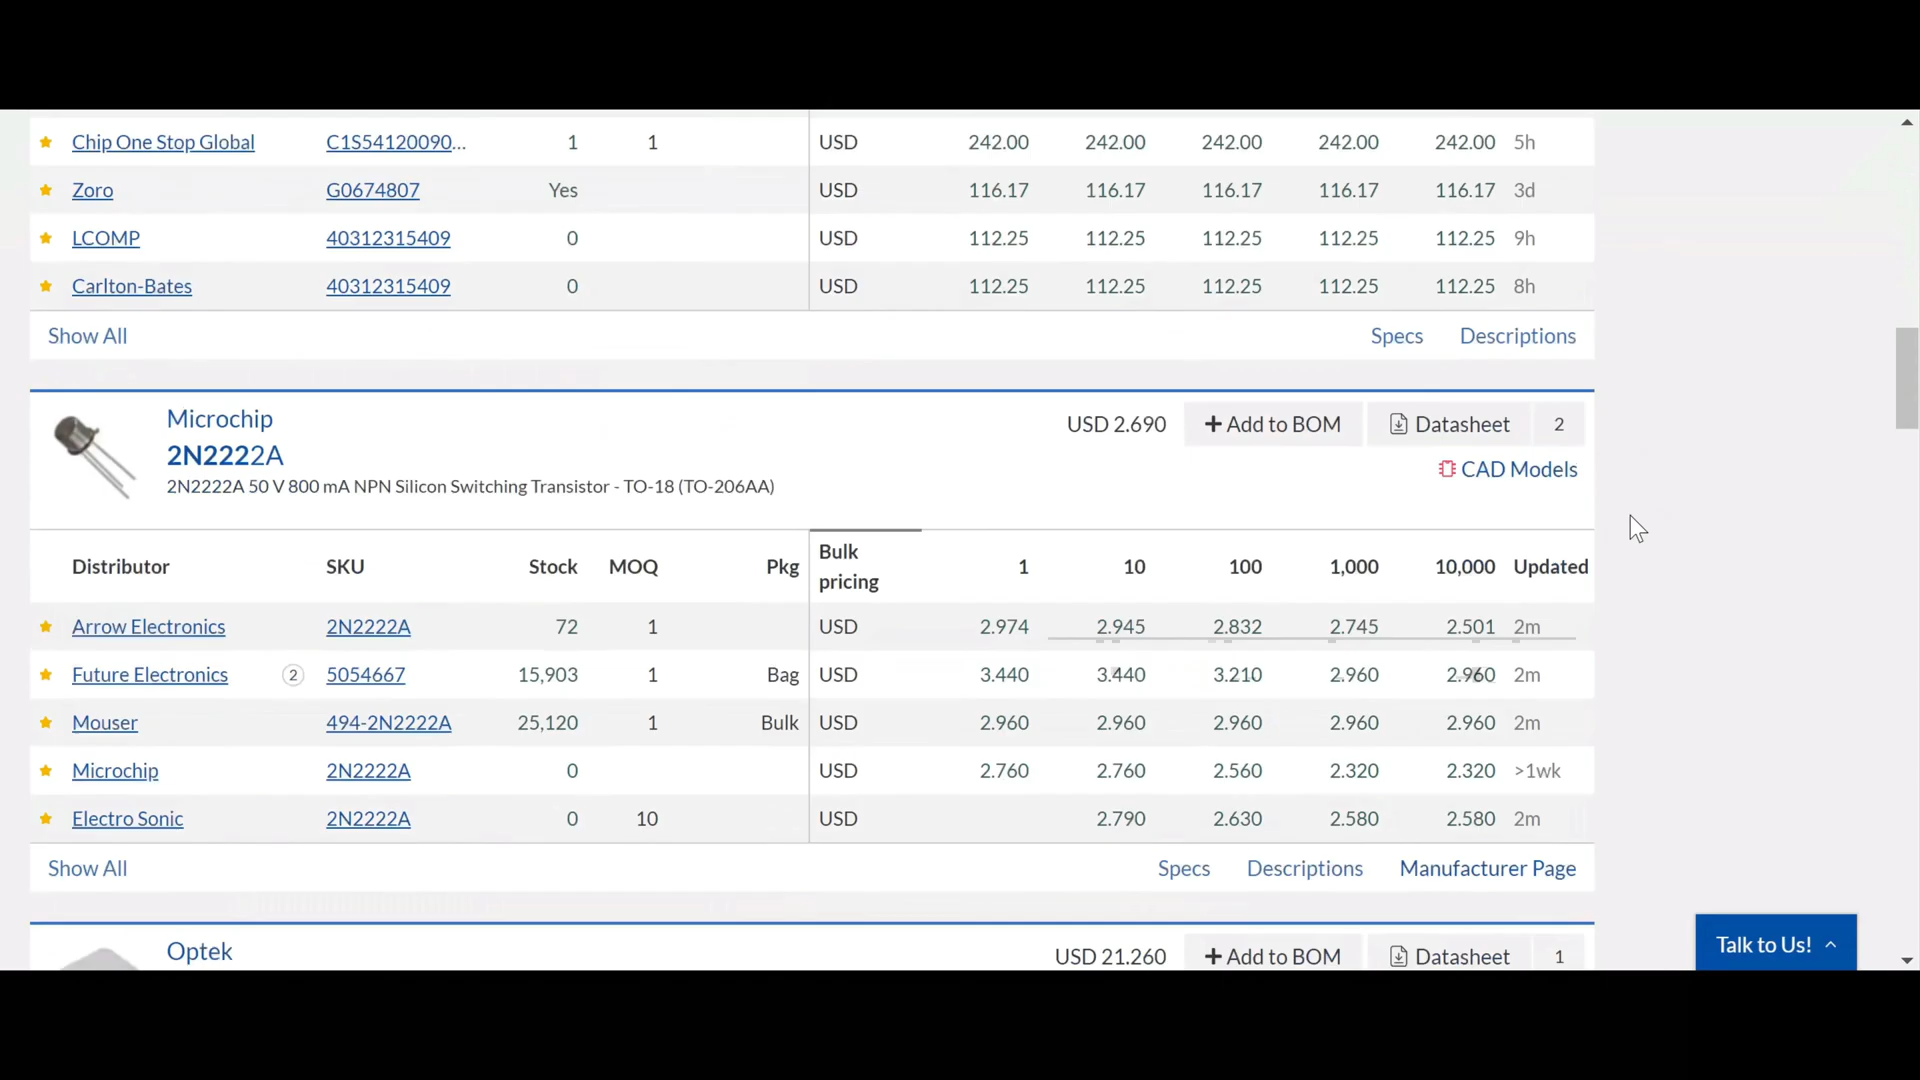 Chip One Stop Global C1S54120090... 1 1 USD 242.00 242.00 242.00 242.00 242.00 5h
Zoro G0674807 Yes USD 116.17 116.17 116.17 116.17 116.17 3d
LCOMP 40312315409 0 USD 112.25 112.25 112.25 112.25 112.25 9h
Carlton-Bates 40312315409 0 USD 112.25 112.25 112.25 112.25 112.25 8h
Show All Specs Descriptions
Microchip USD 2.690 Add to BOM Datasheet 2
2N2222A CAD Models
2N2222A 50 V 800 mA NPN Silicon Switching Transistor - TO-18 (TO-206AA)
Distributor SKU Stock MOQ Pkg Bulk pricing 1 10 100 1,000 10,000 Updated
Arrow Electronics 2N2222A 72 1 USD 2.974 2.945 2.832 2.745 2.501 2m
Future Electronics 2 5054667 15,903 1 Bag USD 3.440 3.440 3.210 2.960 2.960 2m
Mouser 494-2N2222A 25,120 1 Bulk USD 2.960 2.960 2.960 2.960 2.960 2m
Microchip 2N2222A 0 USD 2.760 2.760 2.560 2.320 2.320 >1wk
Electro Sonic 2N2222A 0 10 USD 2.790 2.630 2.580 2.580 2m
Show All Specs Descriptions Manufacturer Page
Optek USD 21.260 Add to BOM Datasheet 1
Talk to Us!